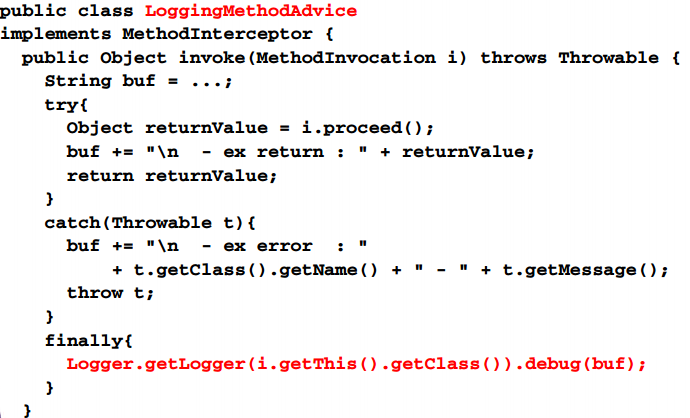 public class LoggingMethodAdvice
implements MethodInterceptor {
  public Object invoke(MethodInvocation i) throws Throwable {
    String buf = ...;
    try{
      Object returnValue = i.proceed();
      buf += "\n  - ex return : " + returnValue;
      return returnValue;
    }
    catch(Throwable t){
      buf += "\n  - ex error  : "
          + t.getClass().getName() + " - " + t.getMessage();
      throw t;
    }
    finally{
      Logger.getLogger(i.getThis().getClass()).debug(buf);
    }
  }